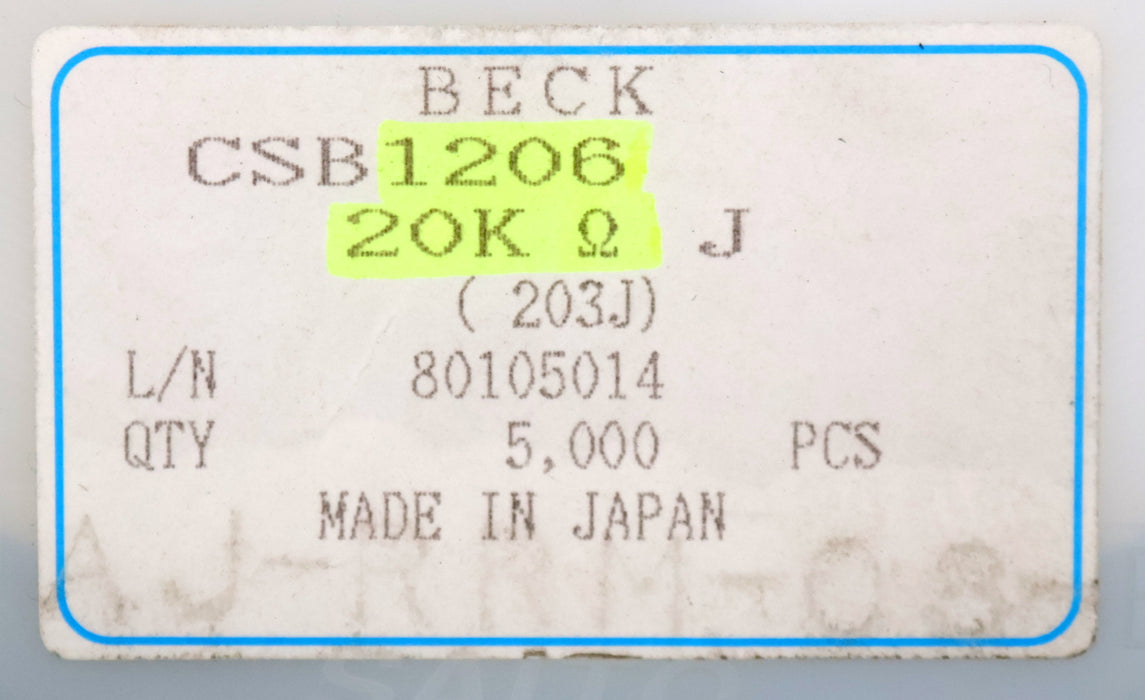 BECK
CSB1206
20K Ω J
( 203J)
L/N 80105014
QTY 5,000 PCS
MADE IN JAPAN